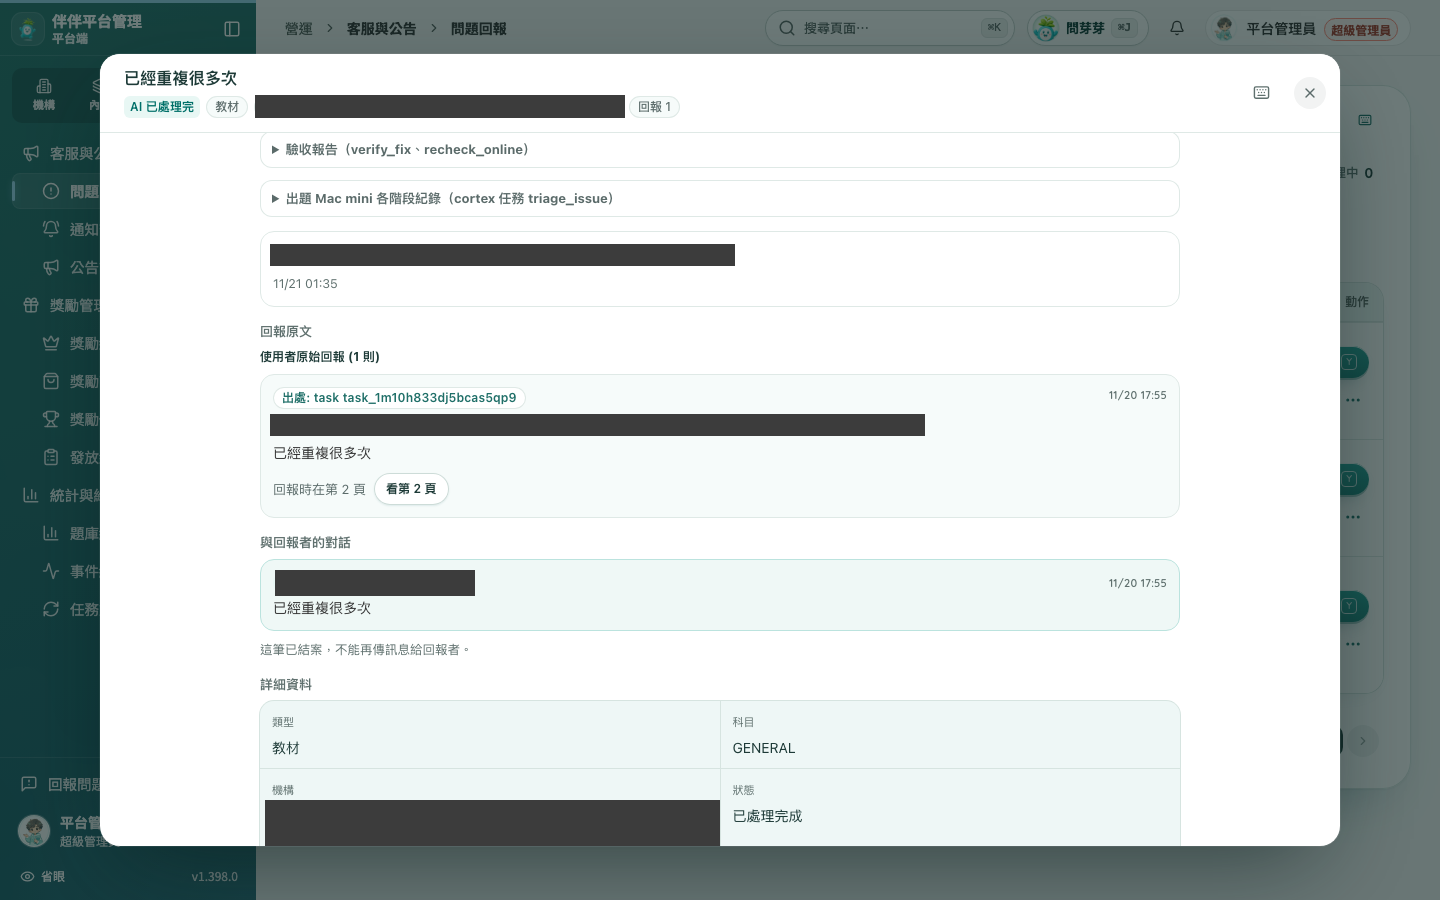 伴伴平台管理
平台端
營運 > 客服與公告 > 問題回報
搜尋頁面…
⌘K
問芽芽 ⌘J
平台管理員 超級管理員
機構
內
客服與公
問題
通知
公告
獎勵管理
獎勵
獎勵
獎勵
發放
統計與
題庫
事件
任務
回報問題
平台管
超級管理
省眼 v1.398.0
已經重複很多次
AI 已處理完 教材 回報 1
▶ 驗收報告（verify_fix、recheck_online）
▶ 出題 Mac mini 各階段紀錄（cortex 任務 triage_issue）
11/21 01:35
回報原文
使用者原始回報 (1 則)
出處: task task_1m10h833dj5bcas5qp9
11/20 17:55
已經重複很多次
回報時在第 2 頁 看第 2 頁
與回報者的對話
11/20 17:55
已經重複很多次
這筆已結案，不能再傳訊息給回報者。
詳細資料
類型
教材
科目
GENERAL
機構
狀態
已處理完成
中 0
動作
Y
Y
Y